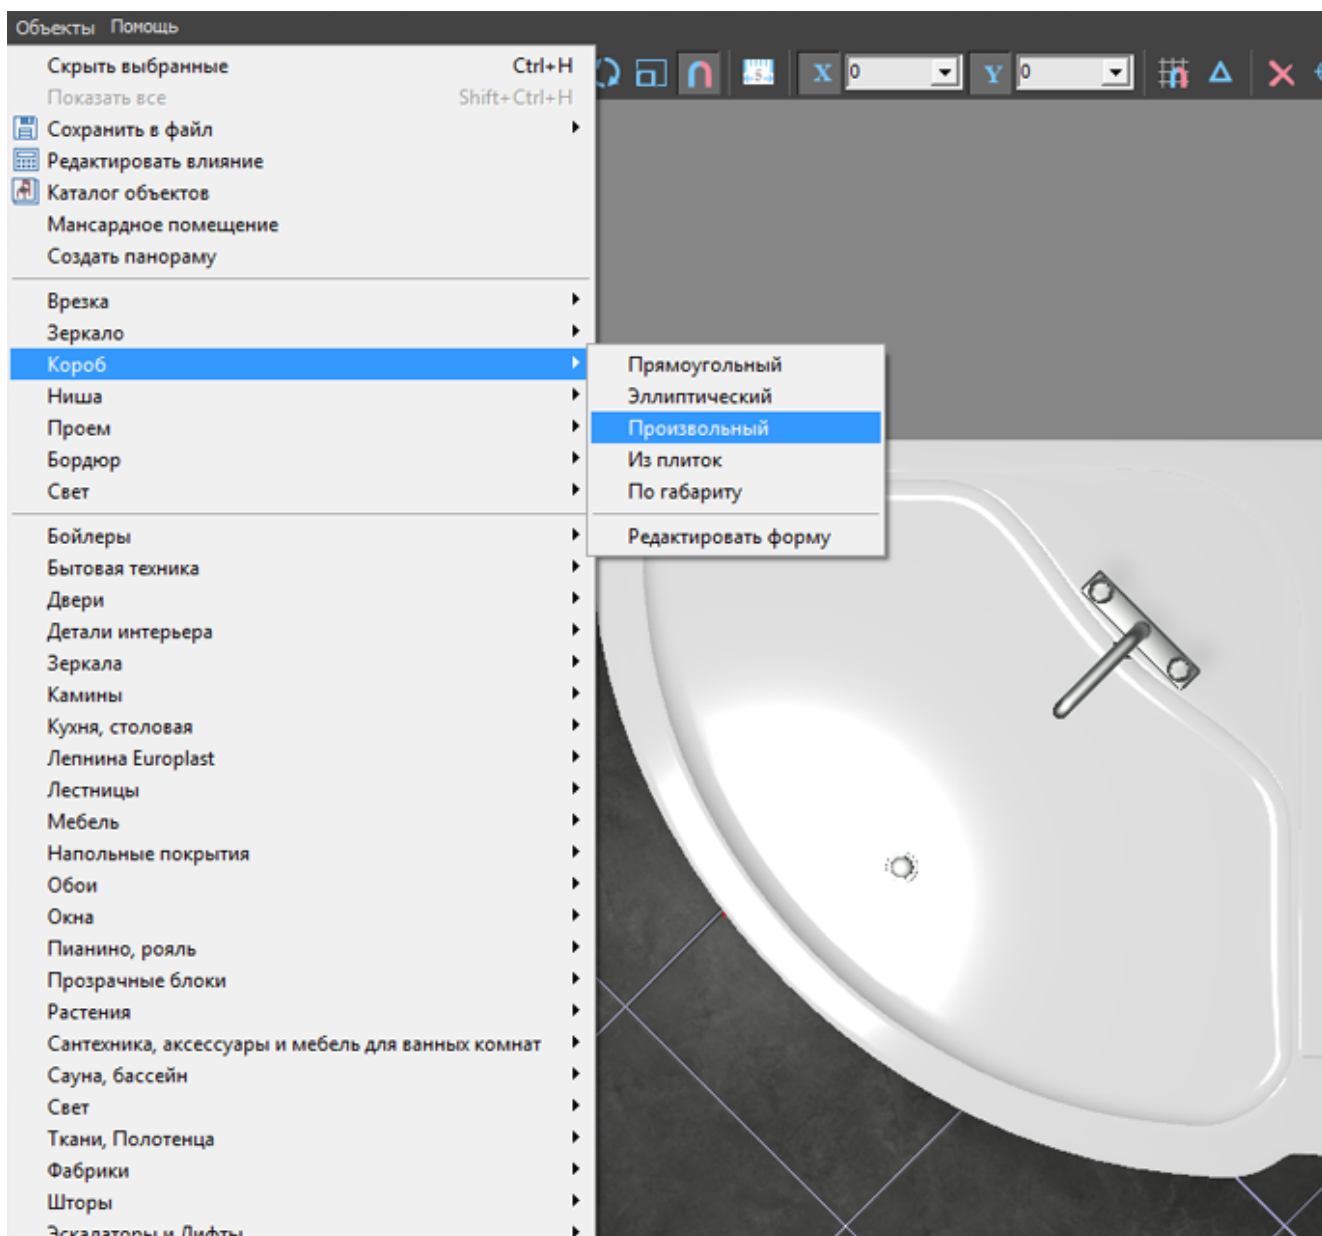 Объекты Помощь
Скрыть выбранные Ctrl+H
Показать все Shift+Ctrl+H
Сохранить в файл
5
X 0 Y 0
Редактировать влияние
Каталог объектов
Мансардное помещение
Создать панораму
Врезка
Зеркало
Короб
Ниша
Проем
Бордюр
Свет
Прямоугольный
Эллиптический
Произвольный
Из плиток
По габариту
Редактировать форму
Бойлеры
Бытовая техника
Двери
Детали интерьера
Зеркала
Камины
Кухня, столовая
Лепнина Europlast
Лестницы
Мебель
Напольные покрытия
Обои
Окна
Пианино, рояль
Прозрачные блоки
Растения
Сантехника, аксессуары и мебель для ванных комнат
Сауна, бассейн
Свет
Ткани, Полотенца
Фабрики
Шторы
Эскалаторы и Лифты